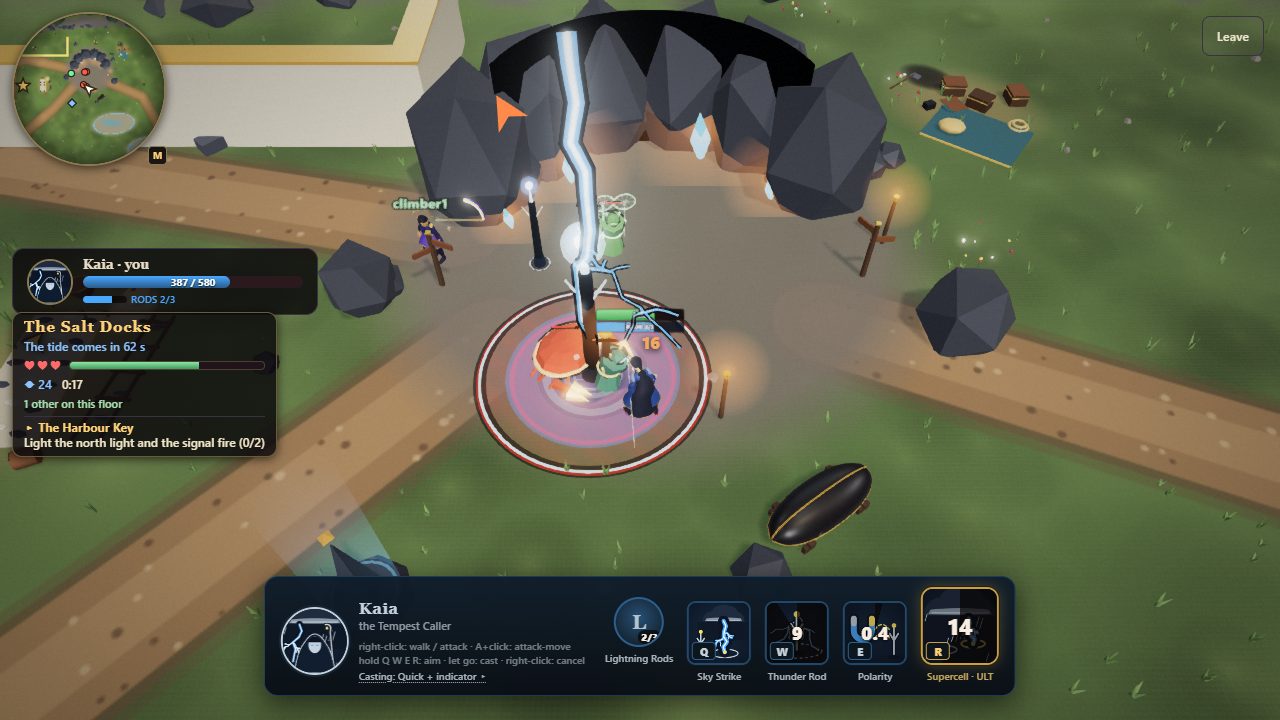 Leave
M
climber1
Kaia · you
387 / 580
RODS 2/3
The Salt Docks
The tide comes in 62 s
24 0:17
1 other on this floor
▸ The Harbour Key
Light the north light and the signal fire (0/2)
16
Kaia
the Tempest Caller
right-click: walk / attack · A+click: attack-move
hold Q W E R: aim · let go: cast · right-click: cancel
Casting: Quick + indicator ▸
L
Lightning Rods
Q
Sky Strike
9
W
Thunder Rod
0.4
E
Polarity
14
R
Supercell · ULT